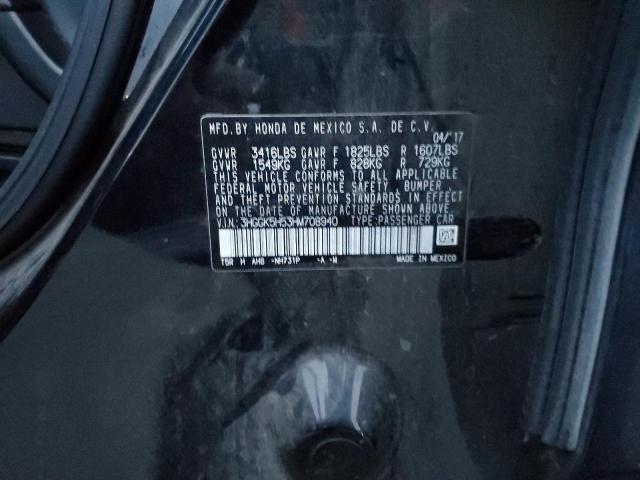 MFD.BY HONDA DE MEXICO S.A. DE C.V.
04/'17
GVWR 3416LBS GAWR F 1825LBS R 1607LBS
GVWR 1549KG GAWR F 828KG R 729KG
THIS VEHICLE CONFORMS TO ALL APPLICABLE
FEDERAL MOTOR VEHICLE SAFETY, BUMPER,
AND THEFT PREVENTION STANDARDS IN EFFECT
ON THE DATE OF MANUFACTURE SHOWN ABOVE.
V.I.N.:3HGGK5H53HM708940 TYPE:PASSENGER CAR
T5R H AH8 -NH731P -A -M MADE IN MEXICO